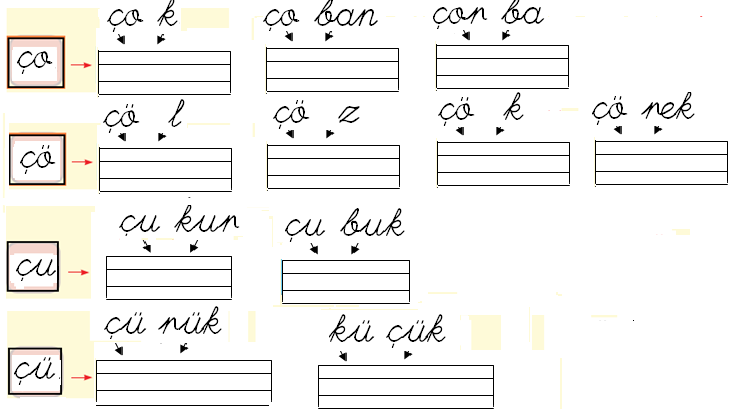 ço k ço ban çor ba
ço
çö l çö z çö k çö rek
çö
çu kur çu buk
çu
çü rük kü çük
çü